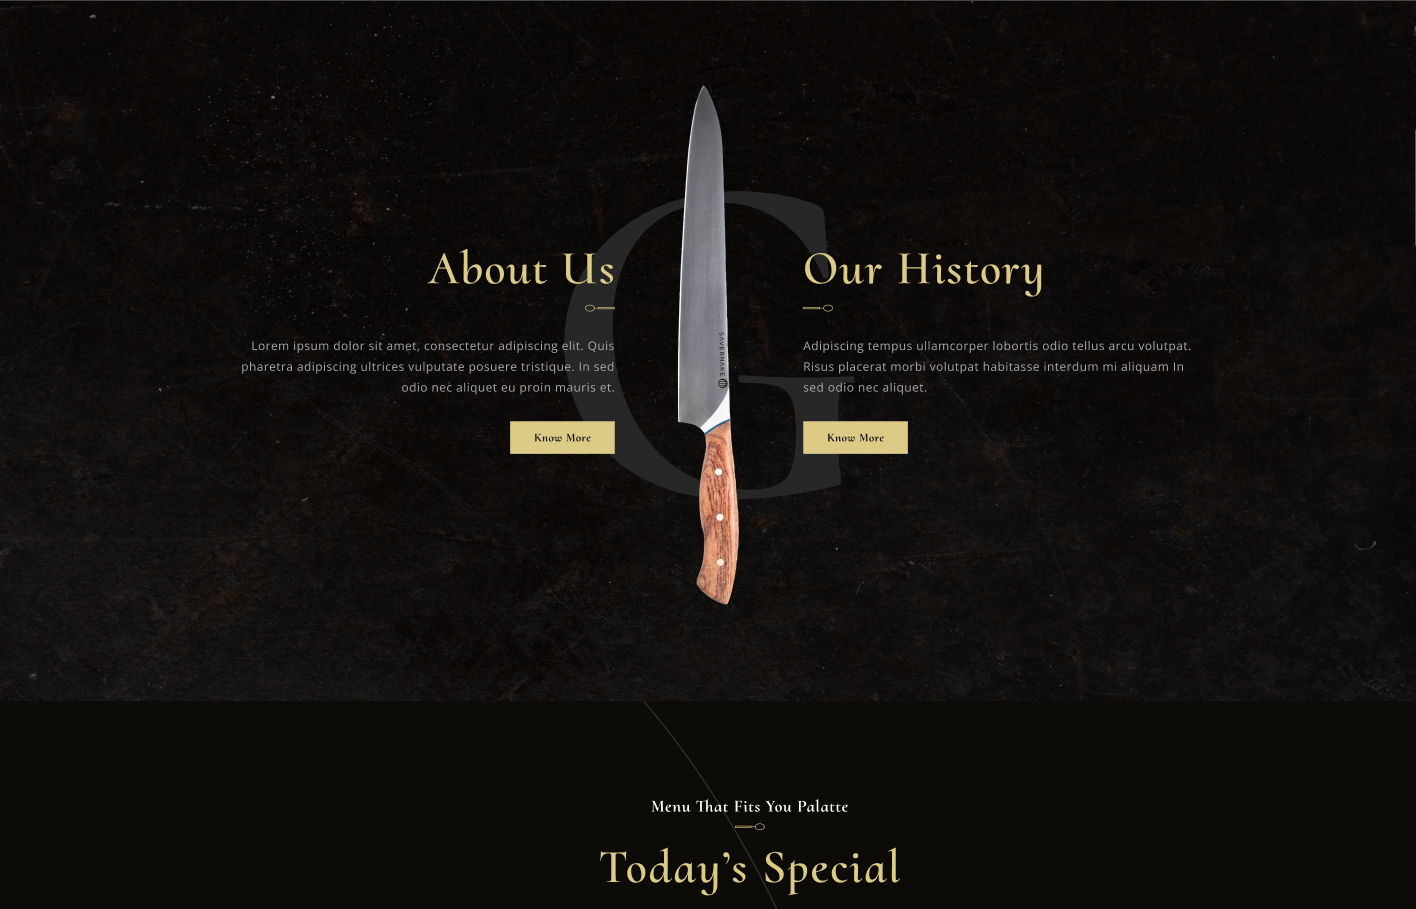 G
About Us
Lorem ipsum dolor sit amet, consectetur adipiscing elit. Quis
pharetra adipiscing ultrices vulputate posuere tristique. In sed
odio nec aliquet eu proin mauris et.
Know More
SAVERNAKE
Our History
Adipiscing tempus ullamcorper lobortis odio tellus arcu volutpat.
Risus placerat morbi volutpat habitasse interdum mi aliquam In
sed odio nec aliquet.
Know More
Menu That Fits You Palatte
Today’s Special